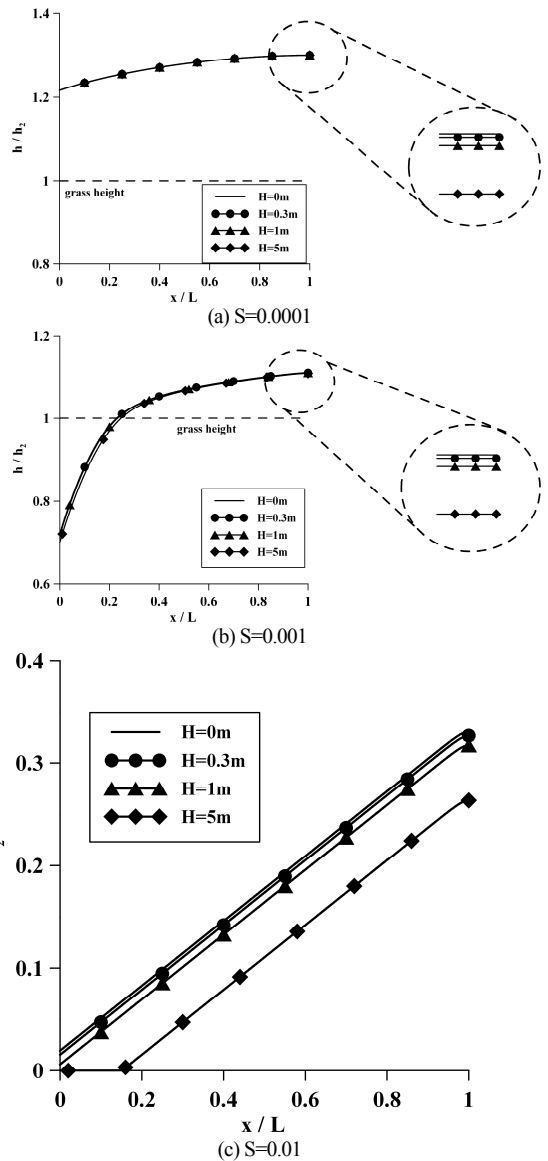 1.4
1.2
1
0.8
h / h2
grass height
H=0m
H=0.3m
H=1m
H=5m
0 0.2 0.4 0.6 0.8 1
x / L
(a) S=0.0001
1.2
1
0.8
0.6
h / h2
grass height
H=0m
H=0.3m
H=1m
H=5m
0 0.2 0.4 0.6 0.8 1
x / L
(b) S=0.001
0.4
0.3
0.2
0.1
0
H=0m
H=0.3m
H=1m
H=5m
0 0.2 0.4 0.6 0.8 1
x / L
(c) S=0.01